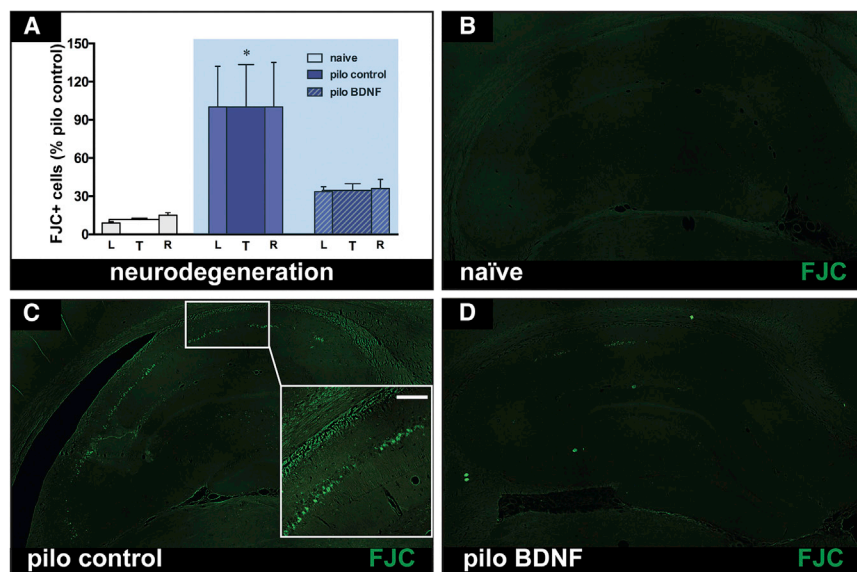 A
150
120
90
60
30
0
FJC+ cells (% pilo control)
*
naive
pilo control
pilo BDNF
L T R L T R L T R
neurodegeneration
B
naïve FJC
C
pilo control FJC
D
pilo BDNF FJC